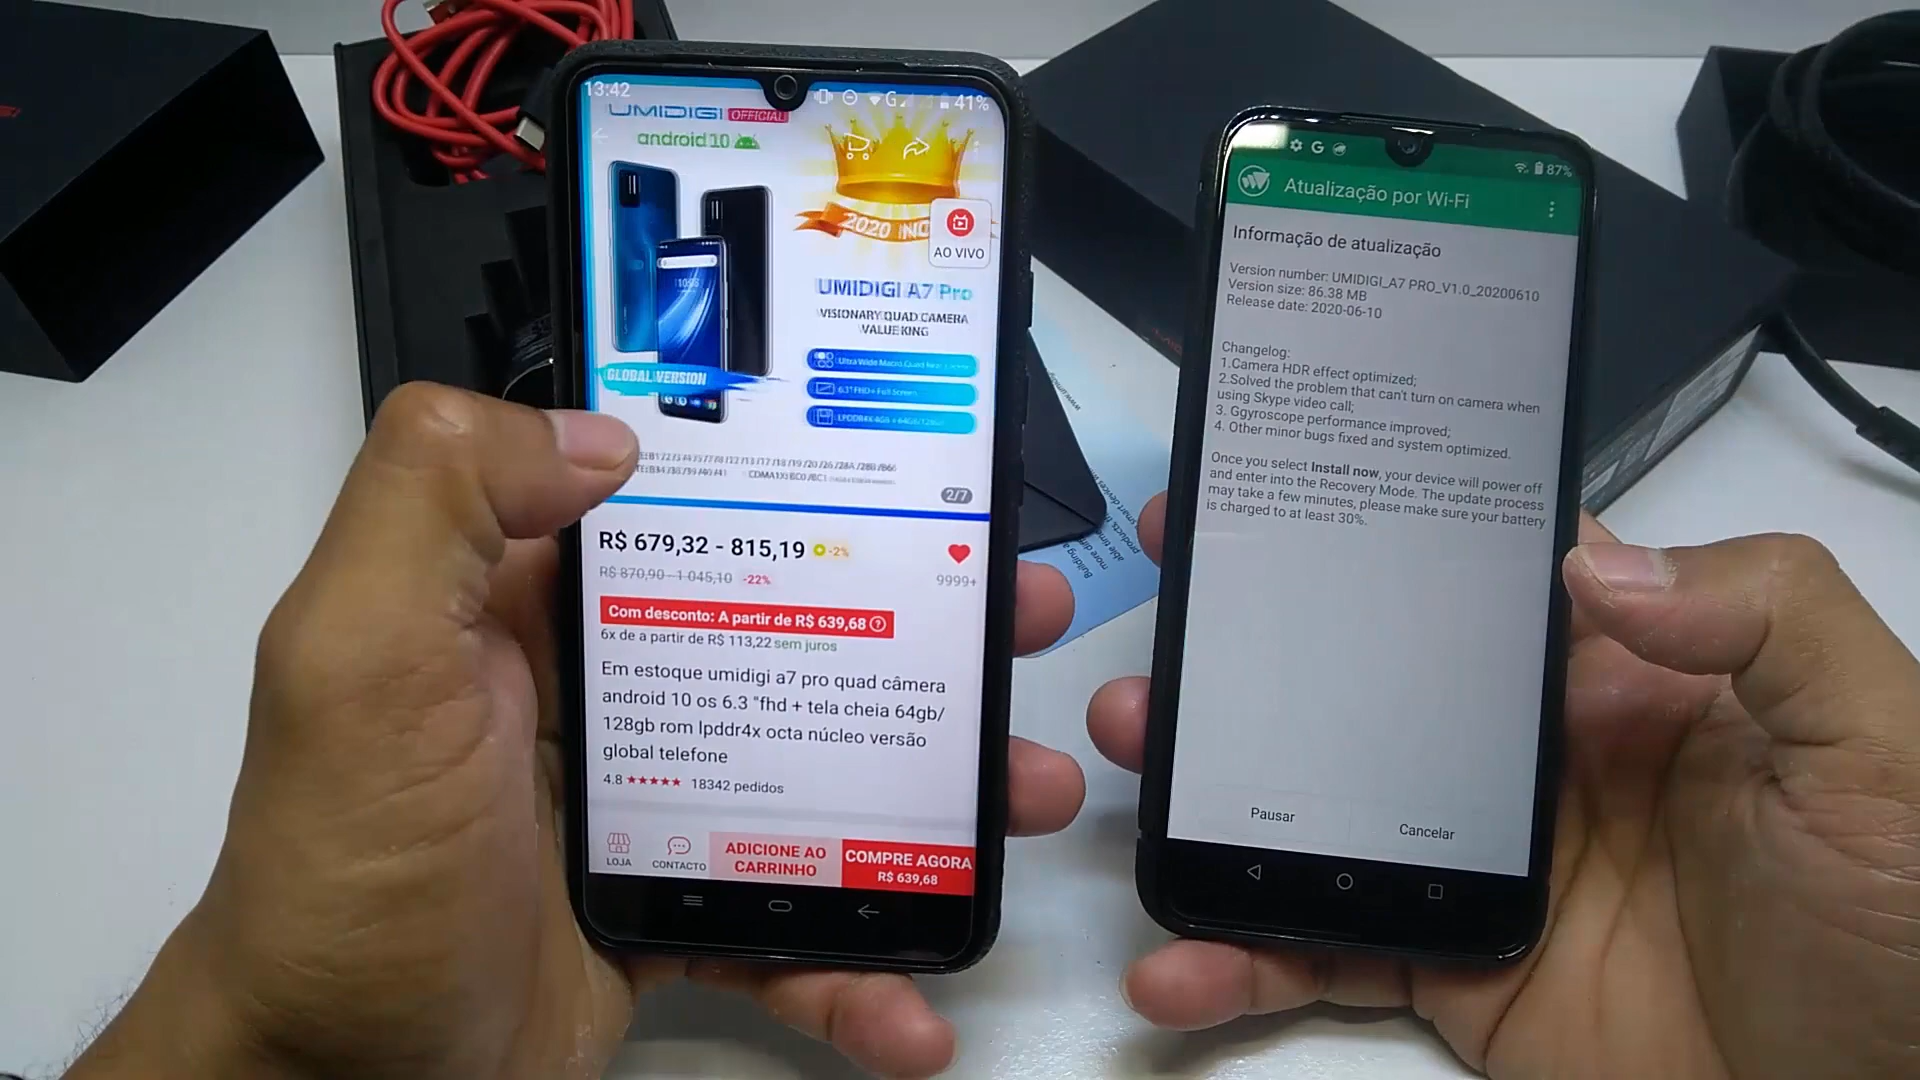 13:42
G
41%
UMIDIGI OFFICIAL
android 10
2020 NO
AO VIVO
UMIDIGI A7 Pro
VISIONARY QUAD CAMERA
VALUE KING
6.3" FHD+ Full Screen
GLOBAL VERSION
2/7
R$ 679,32 - 815,19
-2%
R$ 870,90 - 1 045,10 -22%
9999+
Com desconto: A partir de R$ 639,68
6x de a partir de R$ 113,22 sem juros
Em estoque umidigi a7 pro quad câmera
android 10 os 6.3 "fhd + tela cheia 64gb/
128gb rom lpddr4x octa núcleo versão
global telefone
4.8 ★★★★★ 18342 pedidos
LOJA
CONTACTO
ADICIONE AO
CARRINHO
COMPRE AGORA
R$ 639,68
G
87%
Atualização por Wi-Fi
Informação de atualização
Version number: UMIDIGI_A7 PRO_V1.0_20200610
Version size: 86.38 MB
Release date: 2020-06-10
Changelog:
1.Camera HDR effect optimized;
2.Solved the problem that can't turn on camera when
using Skype video call;
3. Ggyroscope performance improved;
4. Other minor bugs fixed and system optimized.
Once you select Install now, your device will power off
and enter into the Recovery Mode. The update process
may take a few minutes, please make sure your battery
is charged to at least 30%.
Pausar
Cancelar